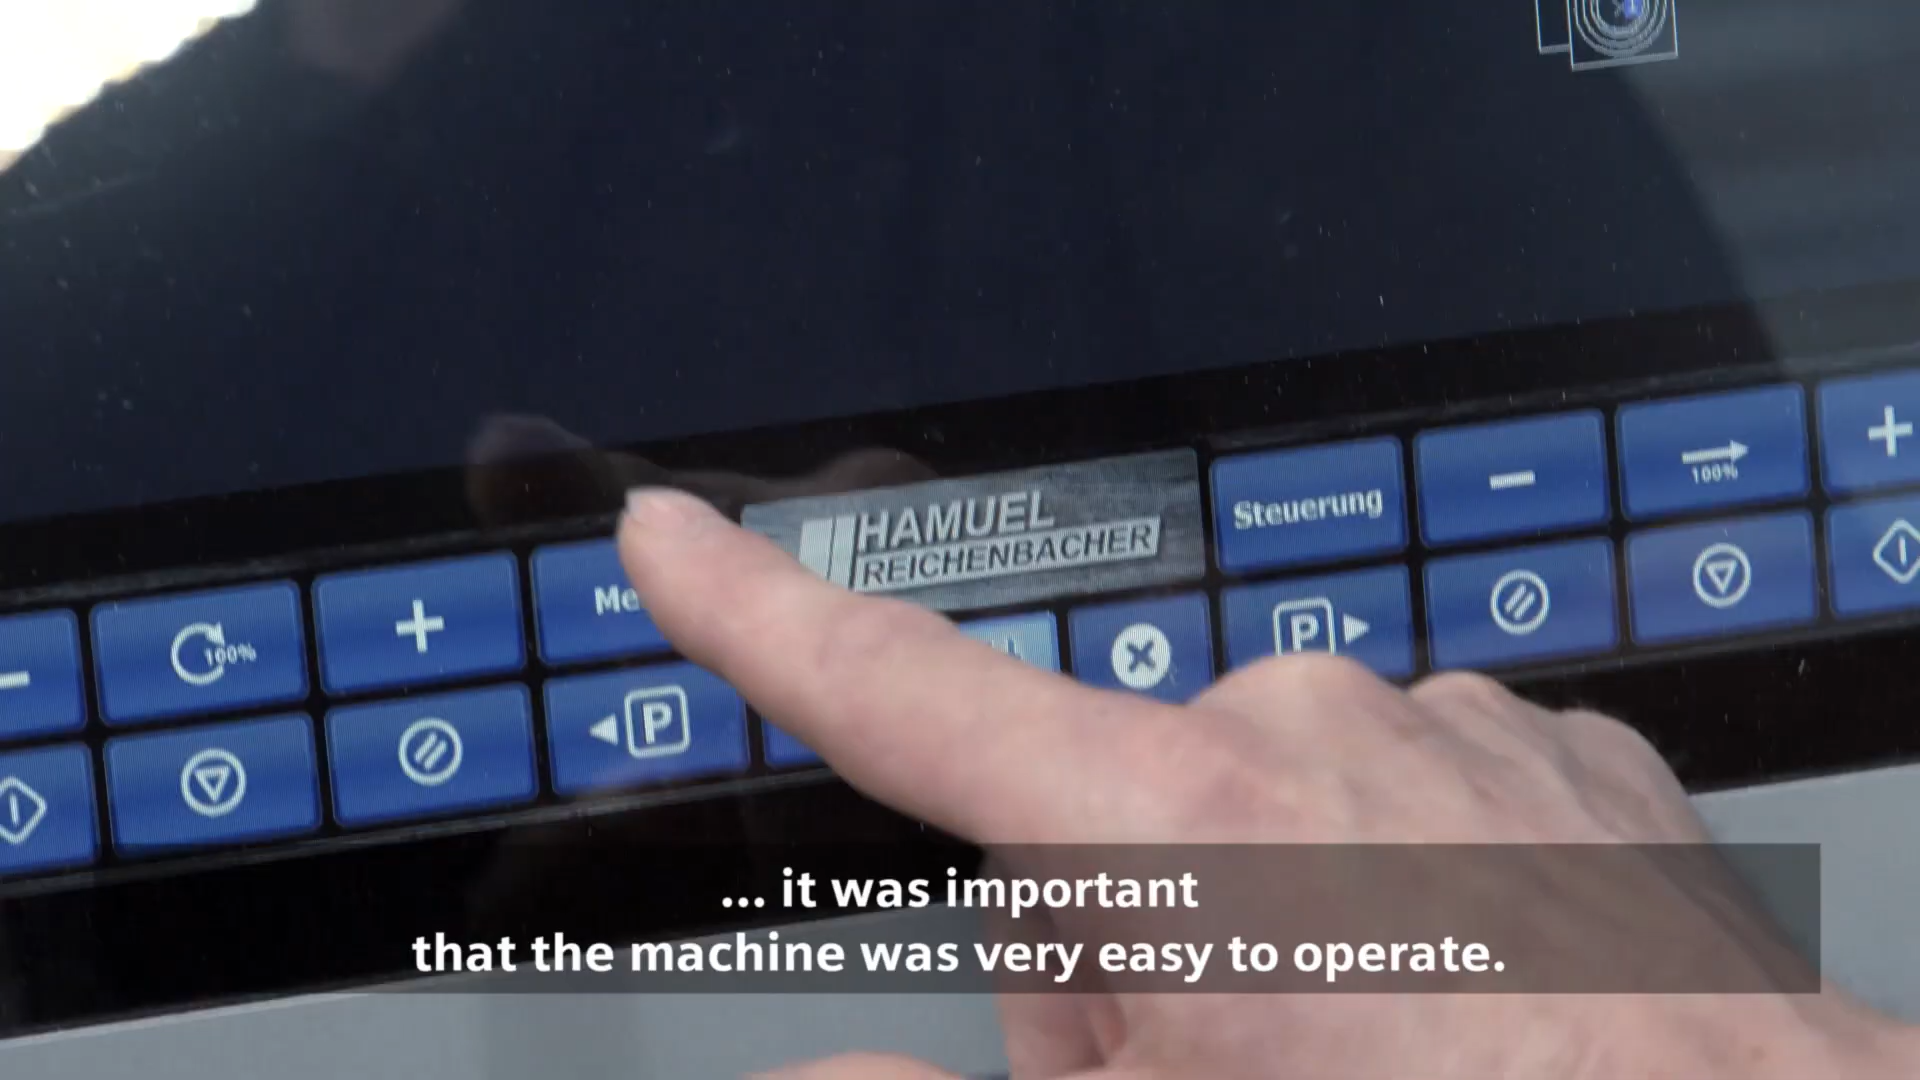 HAMUEL
REICHENBACHER
Steuerung
100%
100%
P
P
... it was important
that the machine was very easy to operate.